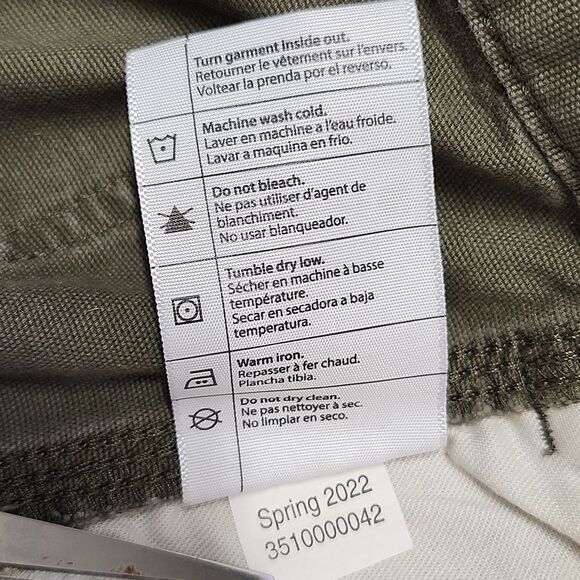 Turn garment inside out.
Retourner le vêtement sur l'envers.
Voltear la prenda por el reverso.
Machine wash cold.
Laver en machine a l'eau froide.
Lavar a maquina en frio.
Do not bleach.
Ne pas utiliser d'agent de
blanchiment.
No usar blanqueador.
Tumble dry low.
Sécher en machine à basse
température.
Secar en secadora a baja
temperatura.
Warm iron.
Repasser à fer chaud.
Plancha tibia.
Do not dry clean.
Ne pas nettoyer à sec.
No limpiar en seco.
Spring 2022
3510000042